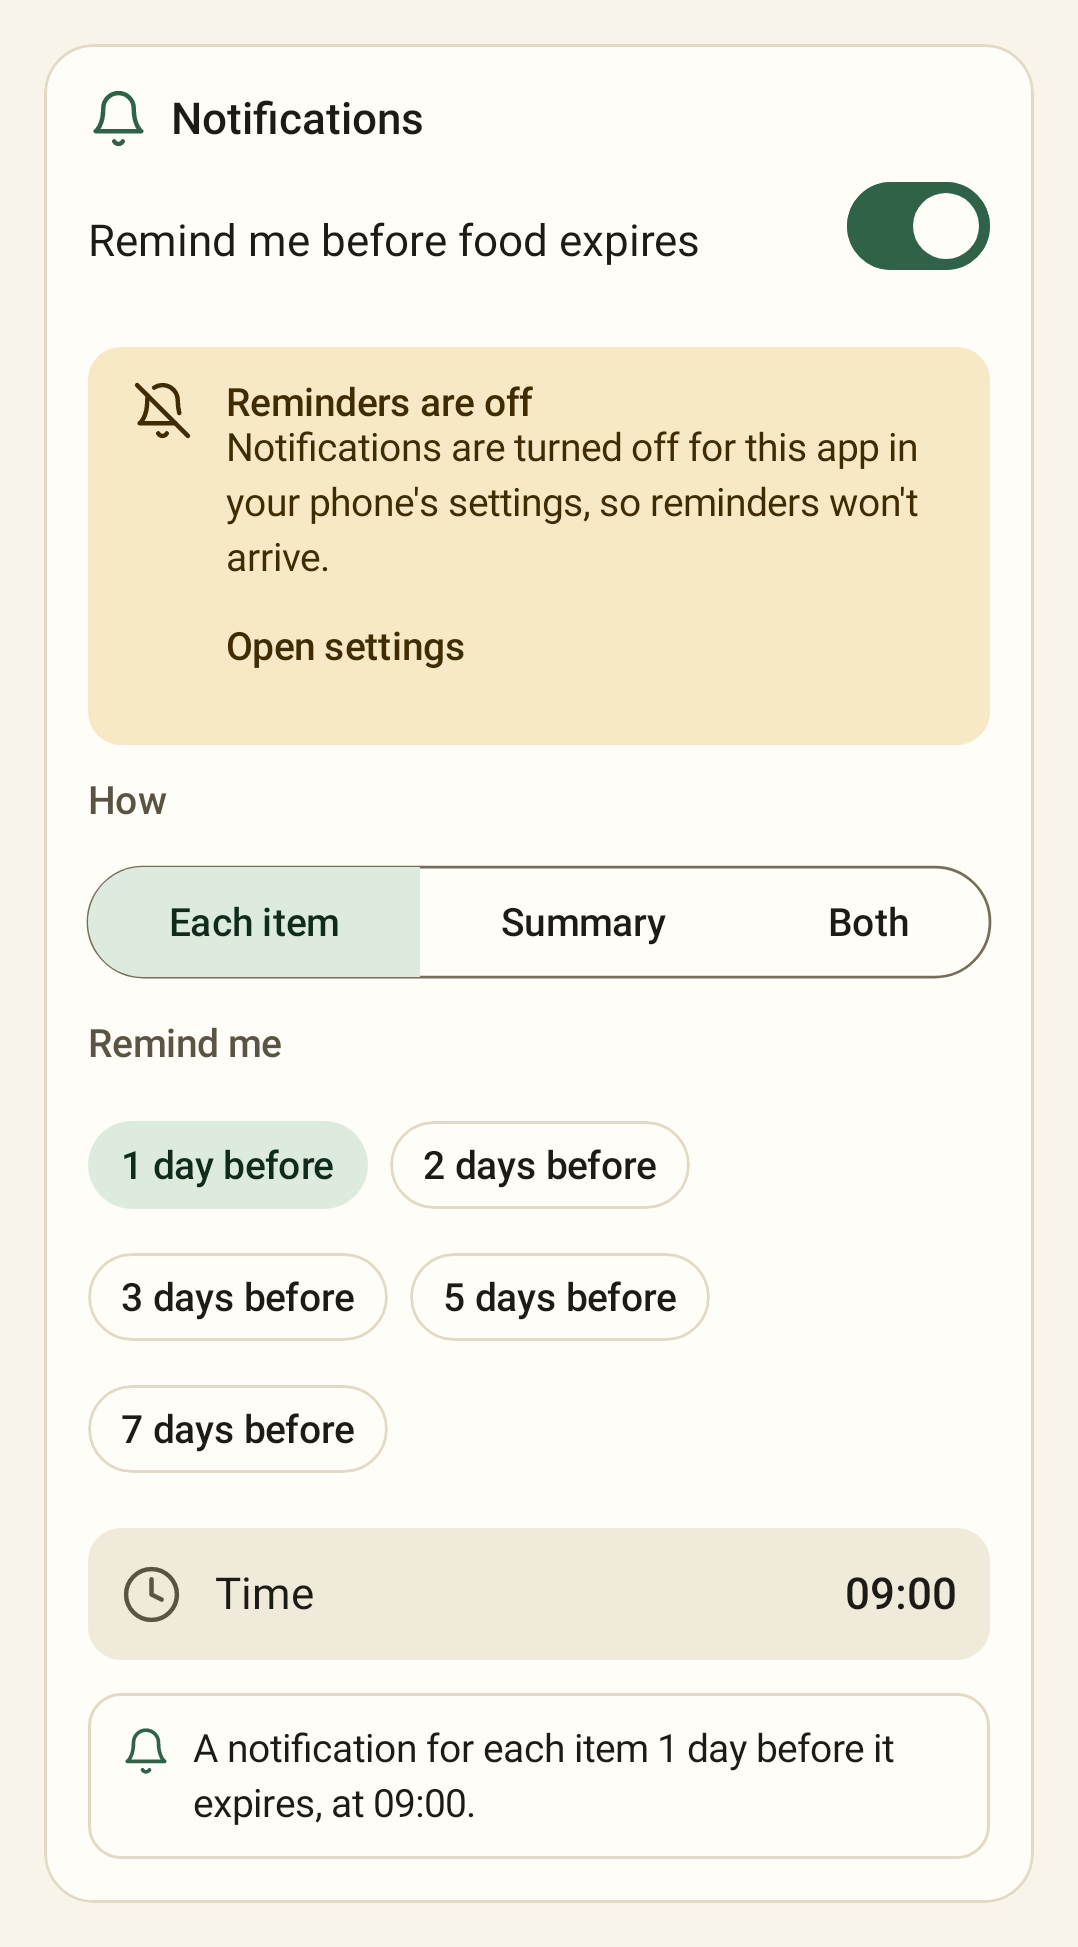 Notifications
Remind me before food expires
Reminders are off
Notifications are turned off for this app in
your phone's settings, so reminders won't
arrive.
Open settings
How
Each item Summary Both
Remind me
1 day before 2 days before
3 days before 5 days before
7 days before
Time 09:00
A notification for each item 1 day before it
expires, at 09:00.